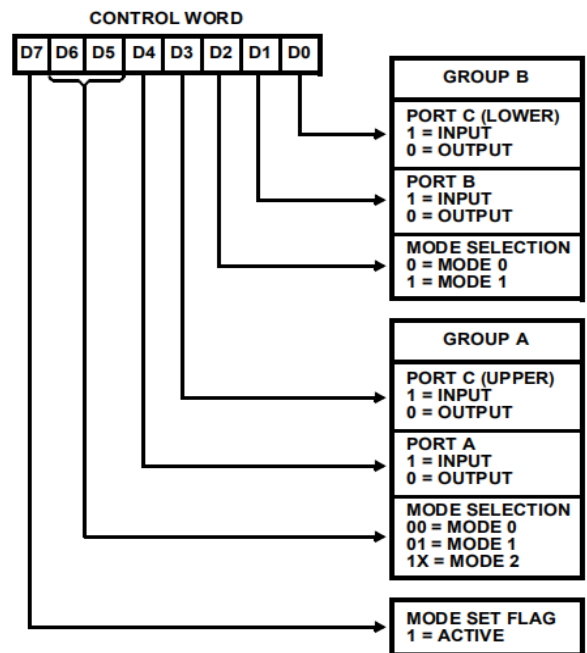 CONTROL WORD
D7 D6 D5 D4 D3 D2 D1 D0
GROUP B
PORT C (LOWER)
1 = INPUT
0 = OUTPUT
PORT B
1 = INPUT
0 = OUTPUT
MODE SELECTION
0 = MODE 0
1 = MODE 1
GROUP A
PORT C (UPPER)
1 = INPUT
0 = OUTPUT
PORT A
1 = INPUT
0 = OUTPUT
MODE SELECTION
00 = MODE 0
01 = MODE 1
1X = MODE 2
MODE SET FLAG
1 = ACTIVE